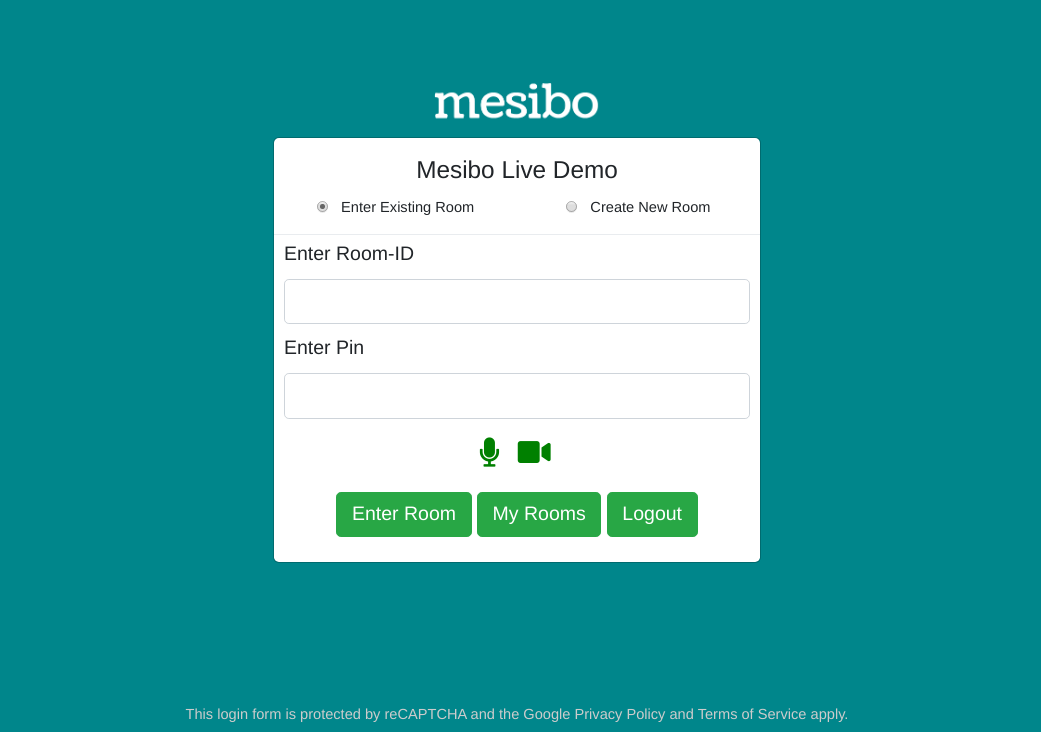 mesibo
Mesibo Live Demo
Enter Existing Room Create New Room
Enter Room-ID
Enter Pin
Enter Room My Rooms Logout
This login form is protected by reCAPTCHA and the Google Privacy Policy and Terms of Service apply.